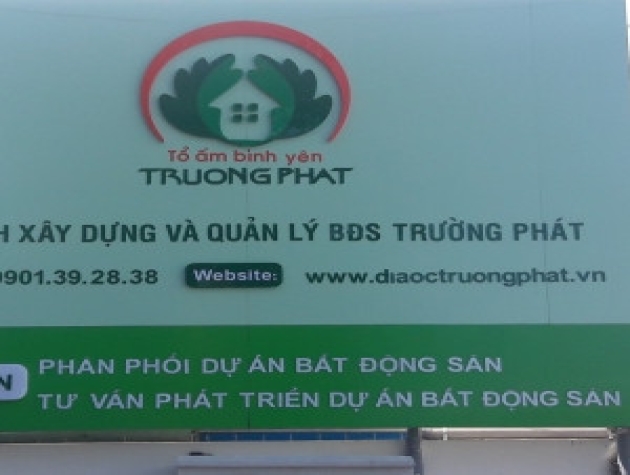 Tổ ấm bình yên
TRUONG PHAT
H XÂY DỰNG VÀ QUẢN LÝ BĐS TRƯỜNG PHÁT
0901.39.28.38 Website: www.diaoctruongphat.vn
N PHÂN PHỐI DỰ ÁN BẤT ĐỘNG SẢN
TƯ VẤN PHÁT TRIỂN DỰ ÁN BẤT ĐỘNG SẢN